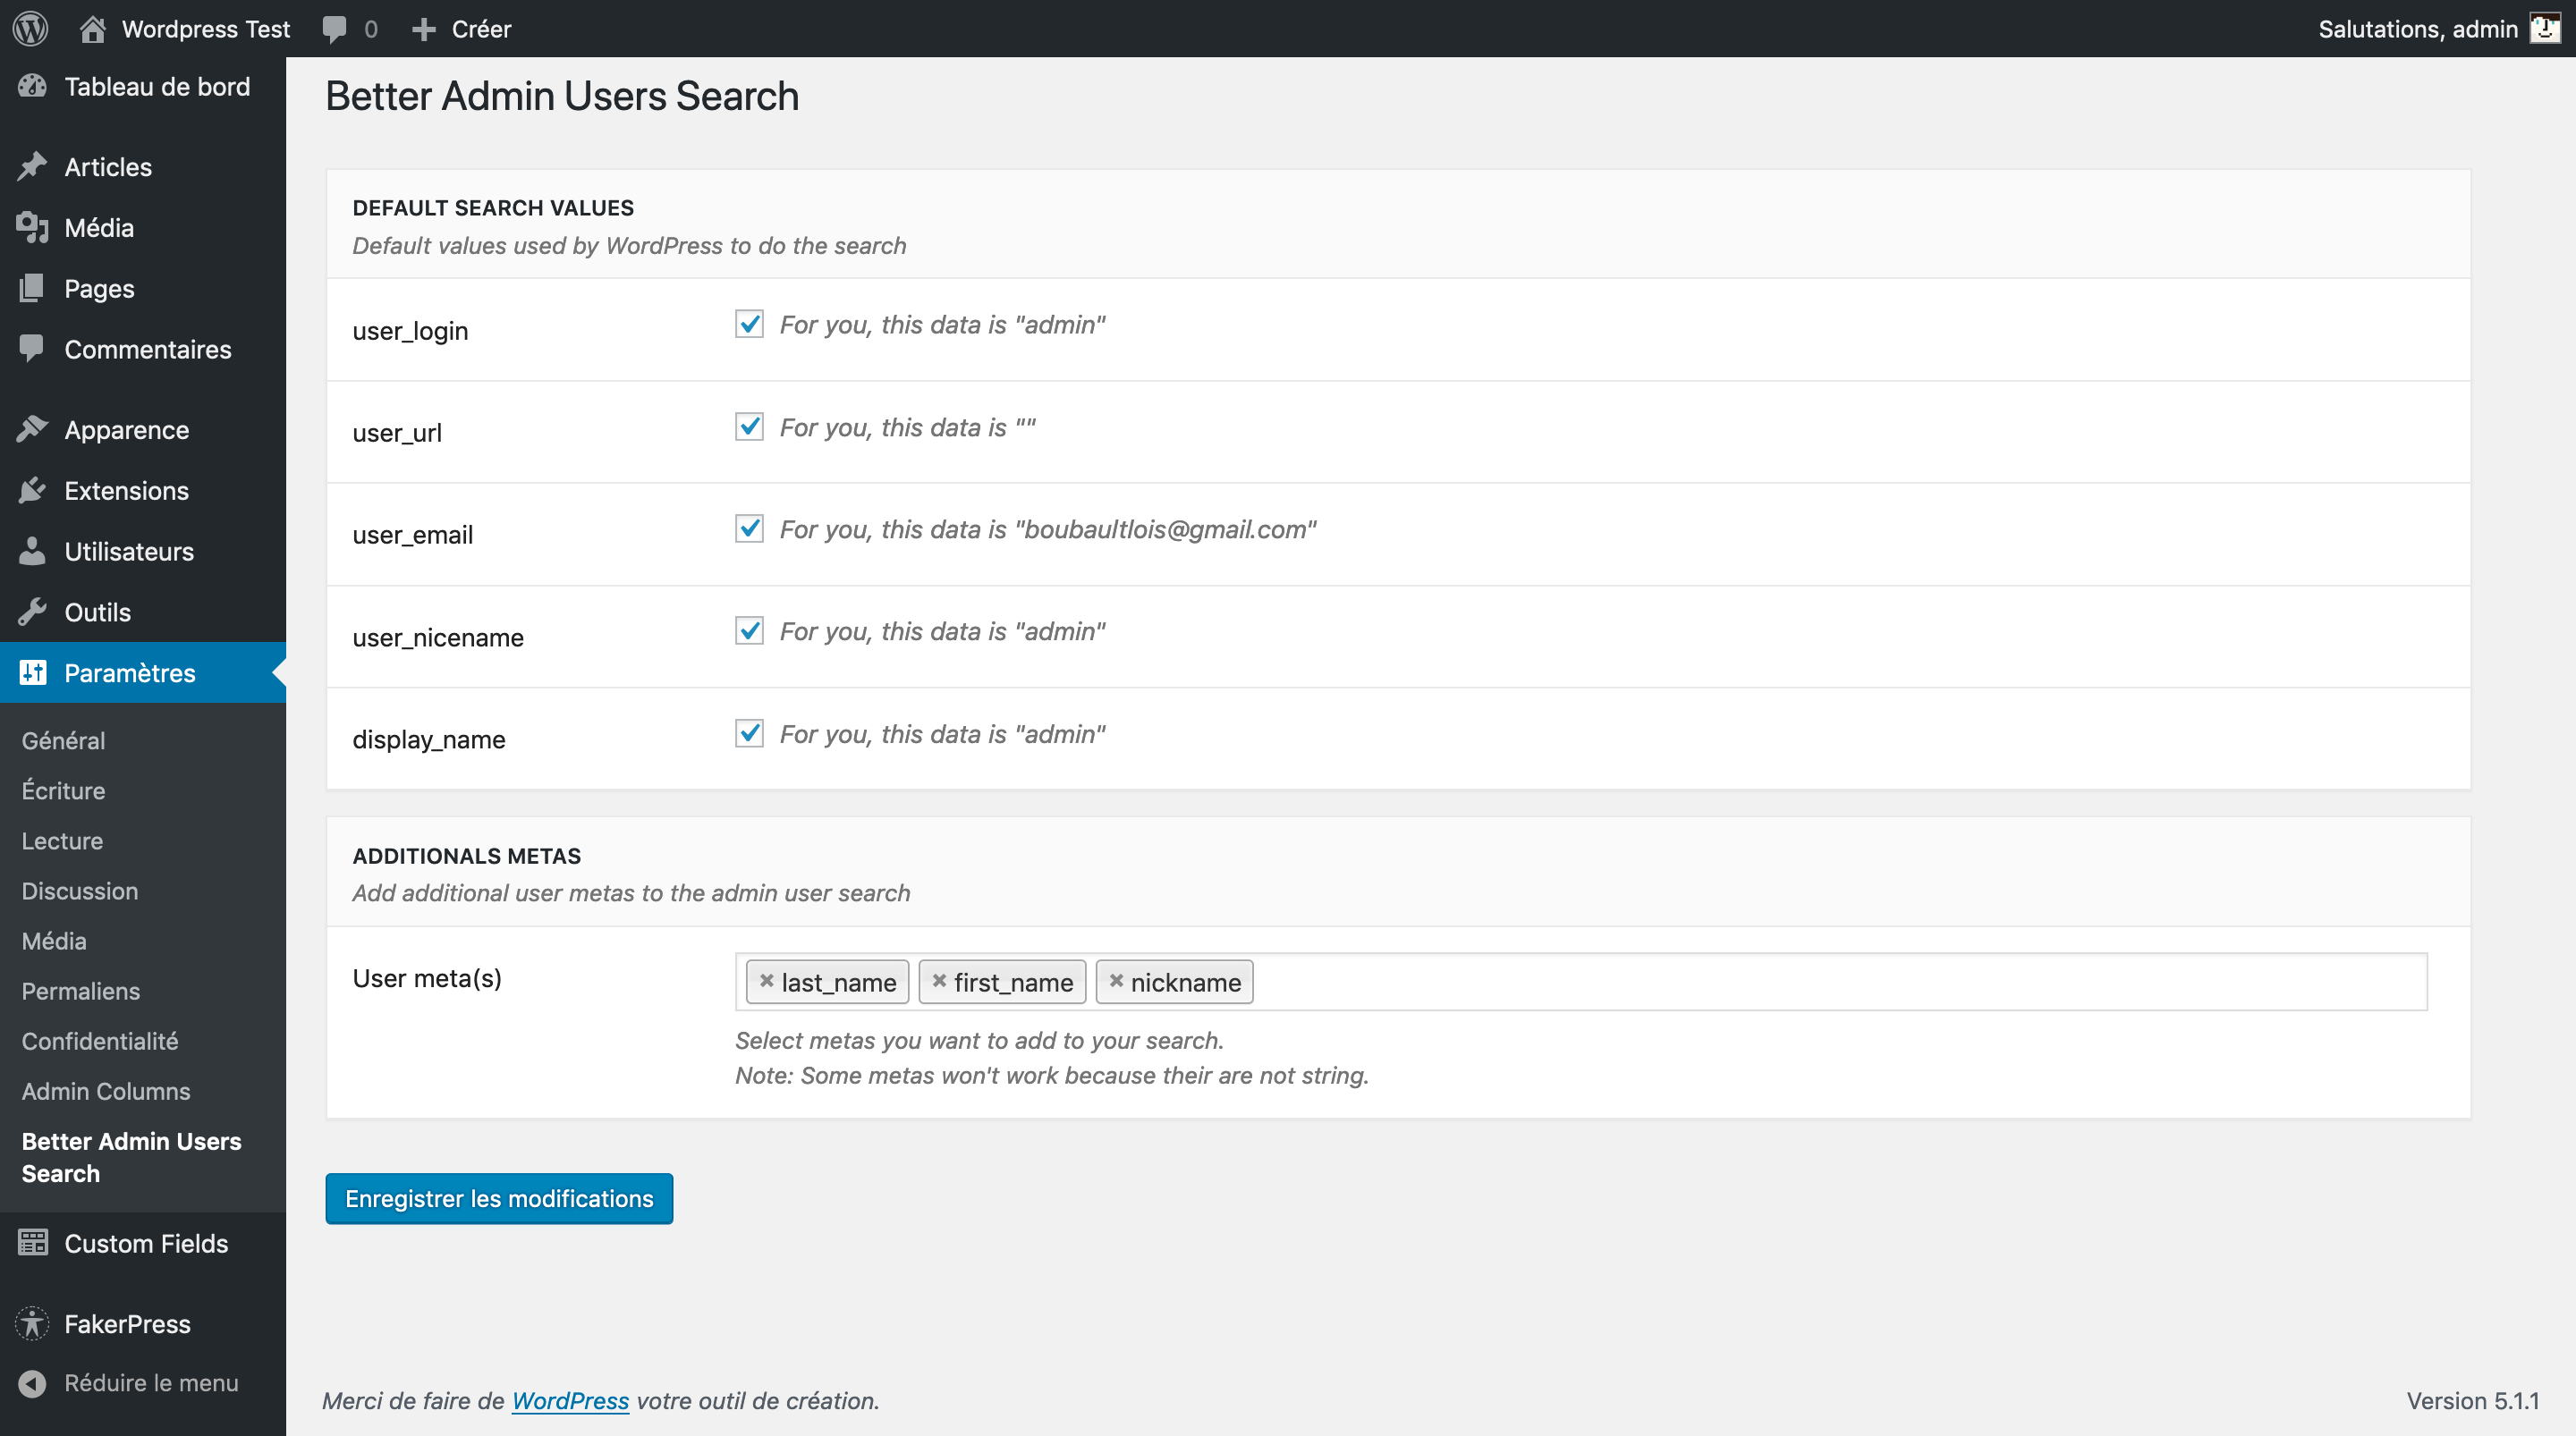 Wordpress Test
0
Créer
Salutations, admin
Tableau de bord
Articles
Média
Pages
Commentaires
Apparence
Extensions
Utilisateurs
Outils
Paramètres
Général
Écriture
Lecture
Discussion
Média
Permaliens
Confidentialité
Admin Columns
Better Admin Users
Search
Custom Fields
FakerPress
Réduire le menu
Better Admin Users Search
DEFAULT SEARCH VALUES
Default values used by WordPress to do the search
user_login
For you, this data is "admin"
user_url
For you, this data is ""
user_email
For you, this data is "boubaultlois@gmail.com"
user_nicename
For you, this data is "admin"
display_name
For you, this data is "admin"
ADDITIONALS METAS
Add additional user metas to the admin user search
User meta(s)
× last_name × first_name × nickname
Select metas you want to add to your search.
Note: Some metas won't work because their are not string.
Enregistrer les modifications
Merci de faire de WordPress votre outil de création.
Version 5.1.1